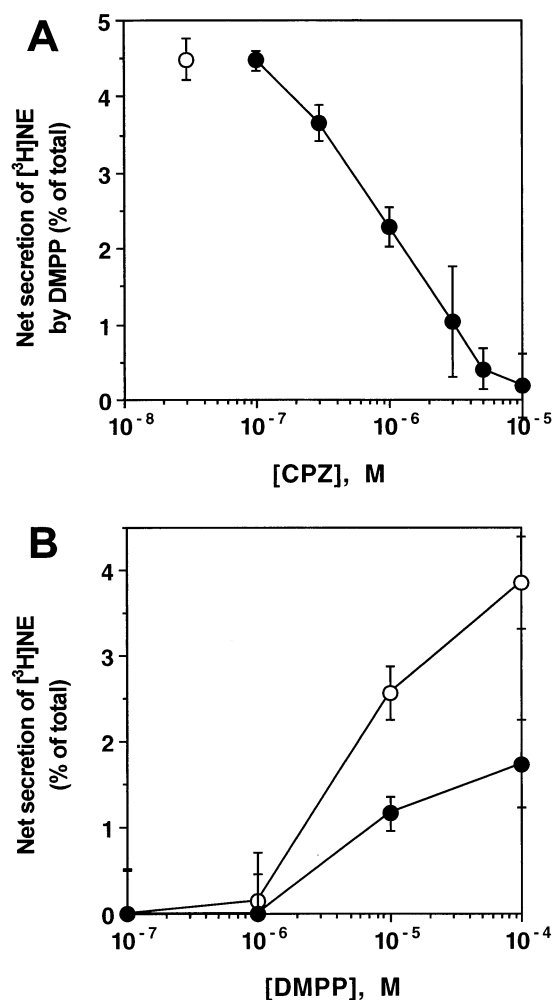 A
Net secretion of [³H]NE
by DMPP (% of total)
5
4
3
2
1
0
10⁻⁸ 10⁻⁷ 10⁻⁶ 10⁻⁵
[CPZ], M
B
Net secretion of [³H]NE
(% of total)
4
3
2
1
0
10⁻⁷ 10⁻⁶ 10⁻⁵ 10⁻⁴
[DMPP], M